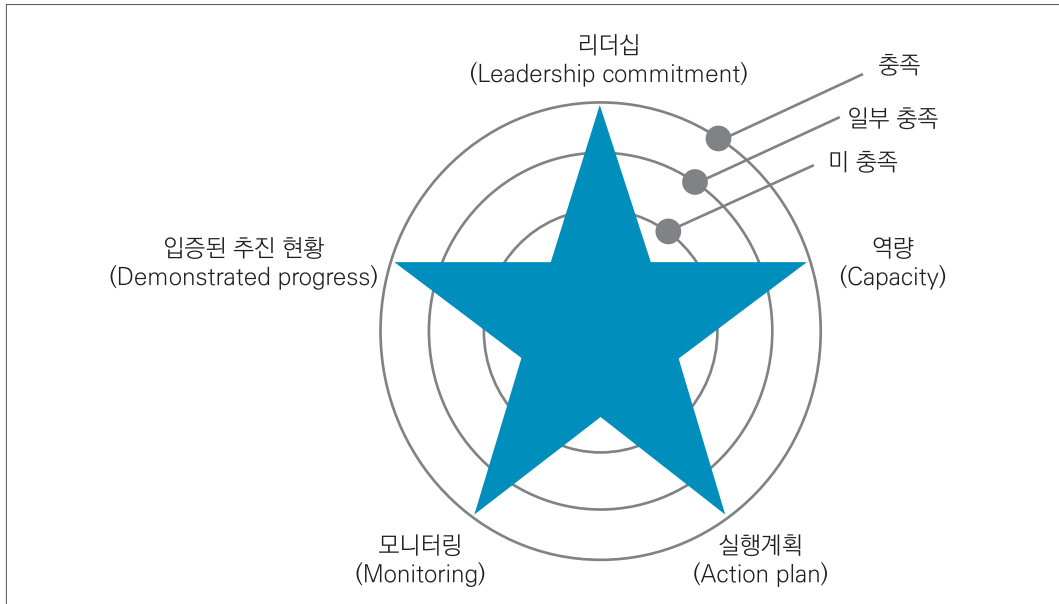 리더십
(Leadership commitment)
충족
일부 충족
미 충족
입증된 추진 현황
(Demonstrated progress)
역량
(Capacity)
모니터링
(Monitoring)
실행계획
(Action plan)